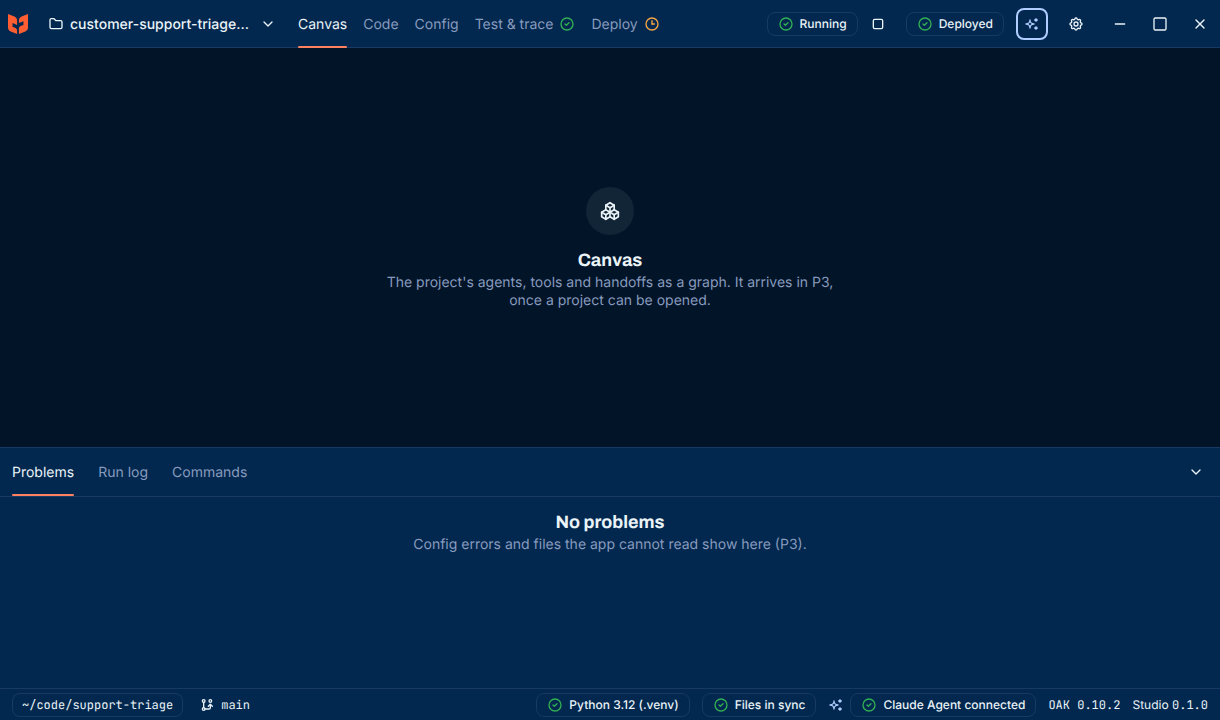 customer-support-triage...
Canvas
Code
Config
Test & trace
Deploy
Running
Deployed
Canvas
The project's agents, tools and handoffs as a graph. It arrives in P3,
once a project can be opened.
Problems
Run log
Commands
No problems
Config errors and files the app cannot read show here (P3).
~/code/support-triage
main
Python 3.12 (.venv)
Files in sync
Claude Agent connected
OAK 0.10.2
Studio 0.1.0